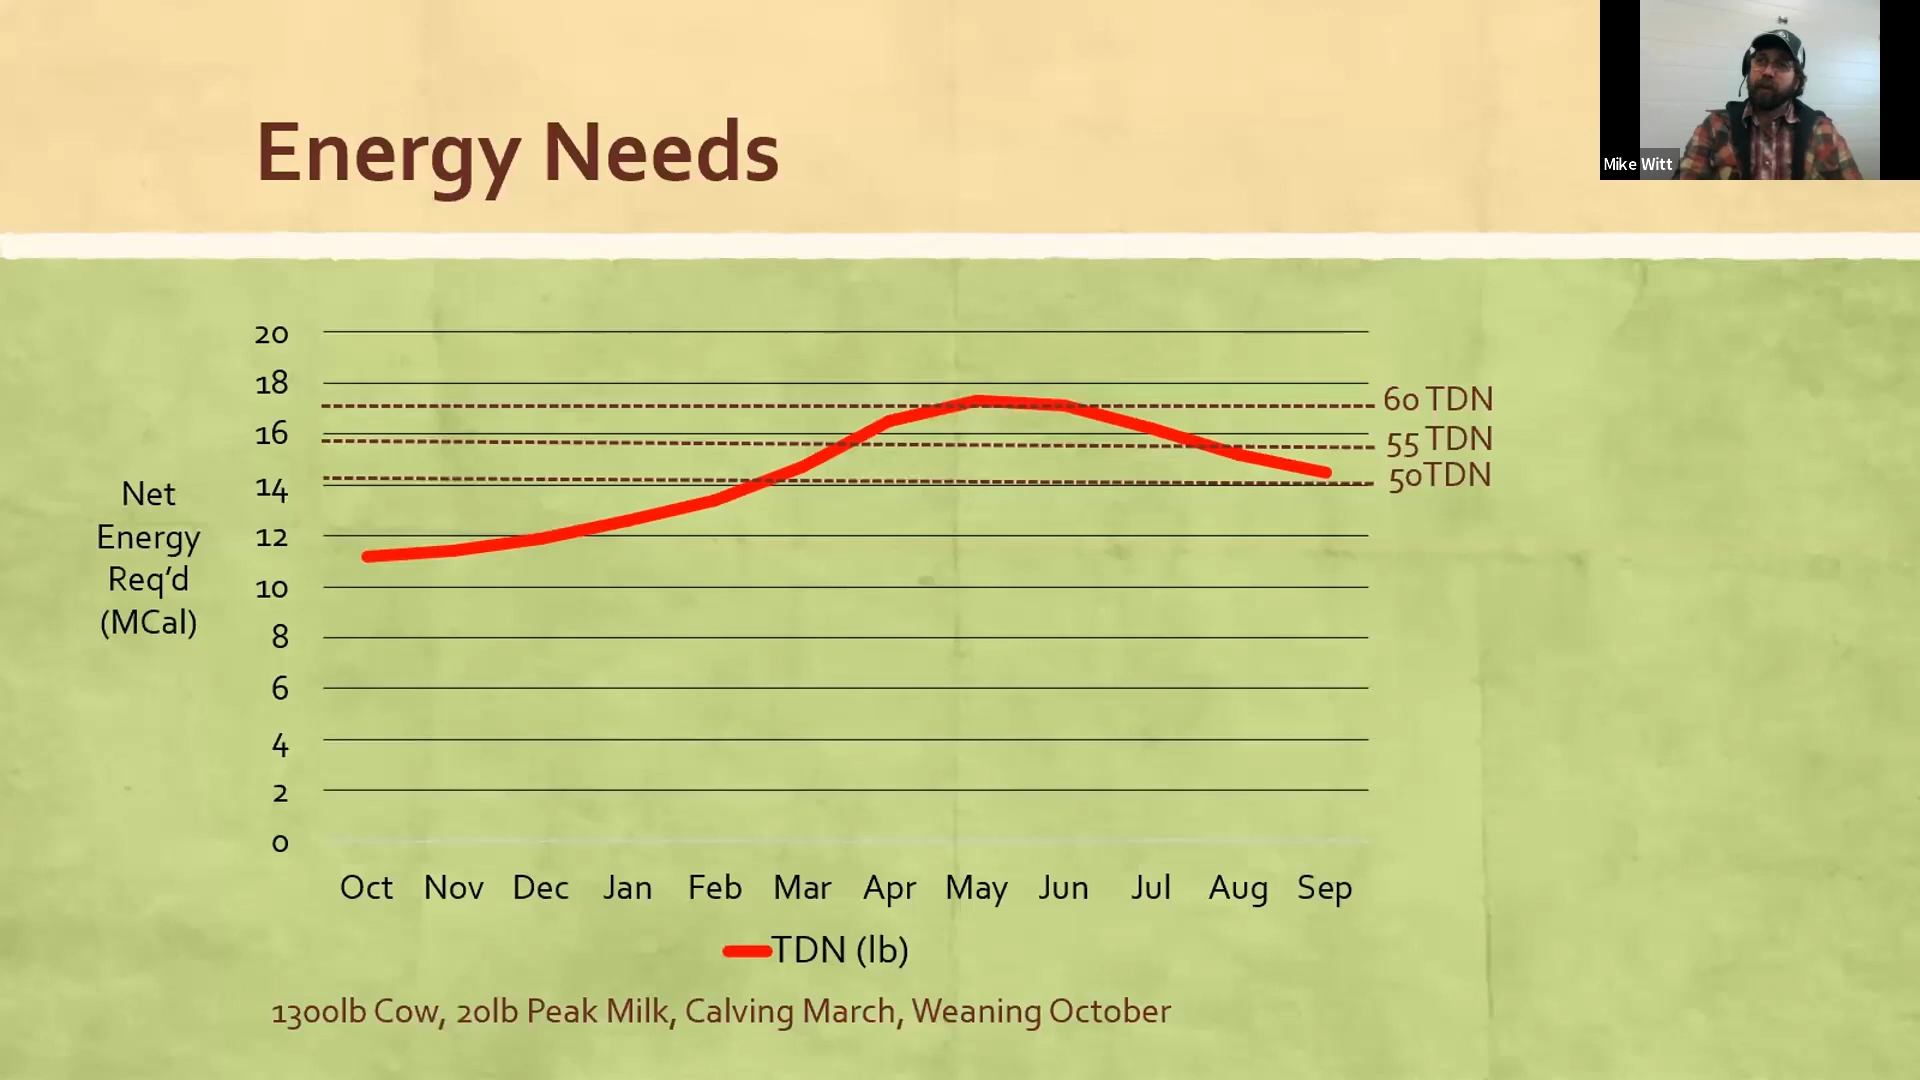 Energy Needs
Mike Witt
20
18
16
14
12
10
8
6
4
2
0
Net
Energy
Req'd
(MCal)
60 TDN
55 TDN
50TDN
Oct Nov Dec Jan Feb Mar Apr May Jun Jul Aug Sep
TDN (lb)
1300lb Cow, 20lb Peak Milk, Calving March, Weaning October